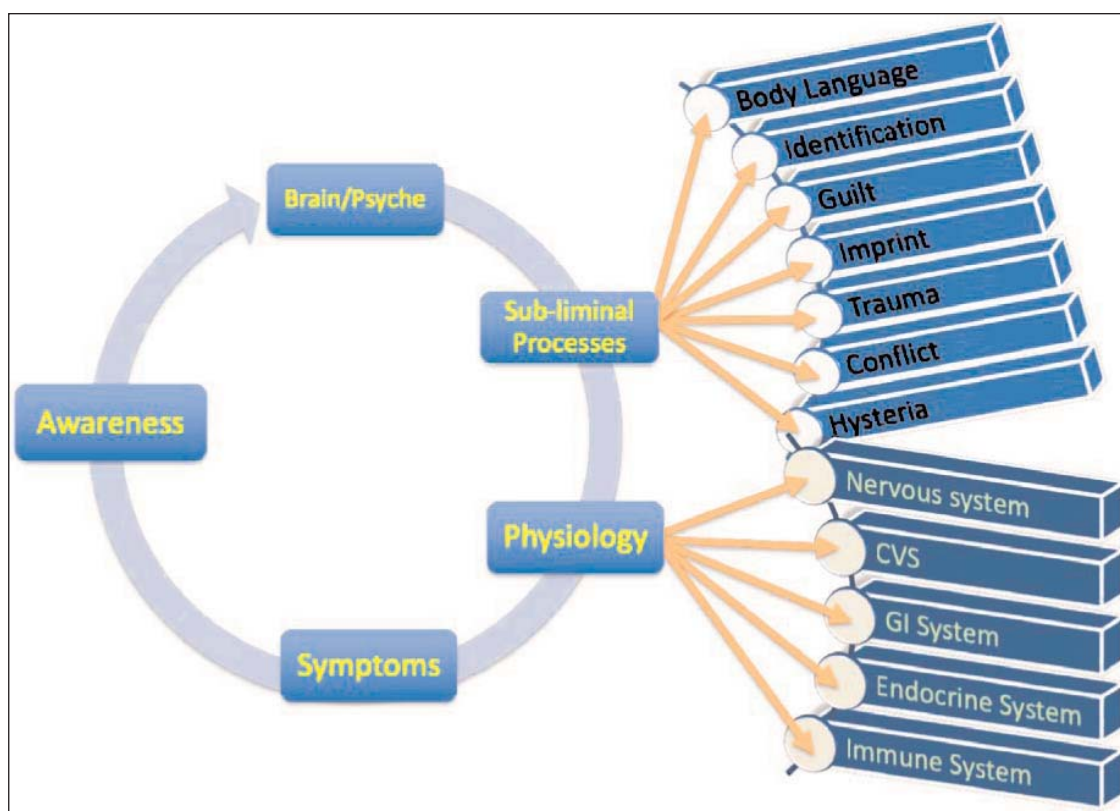 Brain/Psyche
Sub-liminal
Processes
Physiology
Symptoms
Awareness
Body Language
Identification
Guilt
Imprint
Trauma
Conflict
Hysteria
Nervous system
CVS
GI System
Endocrine System
Immune System